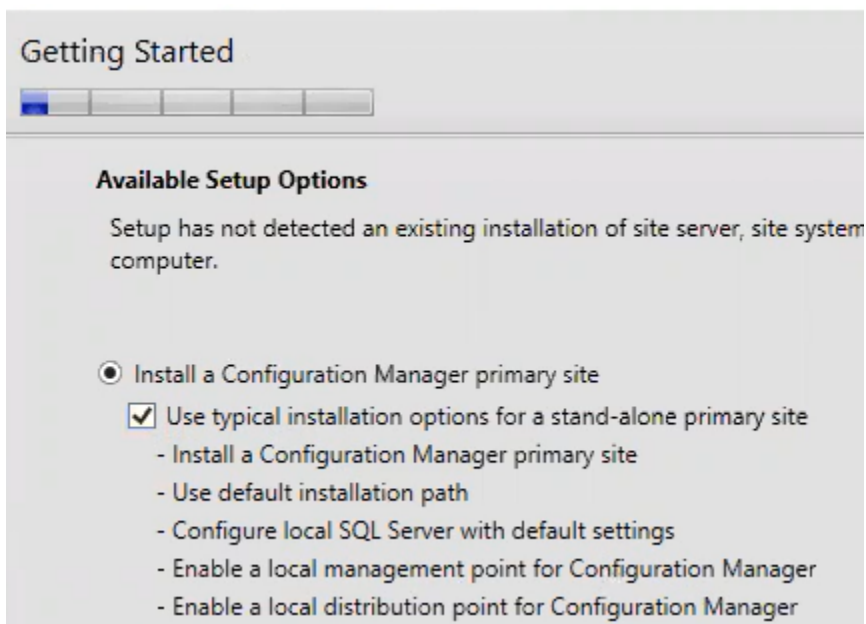 Getting Started
Available Setup Options
Setup has not detected an existing installation of site server, site system
computer.
Install a Configuration Manager primary site
Use typical installation options for a stand-alone primary site
- Install a Configuration Manager primary site
- Use default installation path
- Configure local SQL Server with default settings
- Enable a local management point for Configuration Manager
- Enable a local distribution point for Configuration Manager